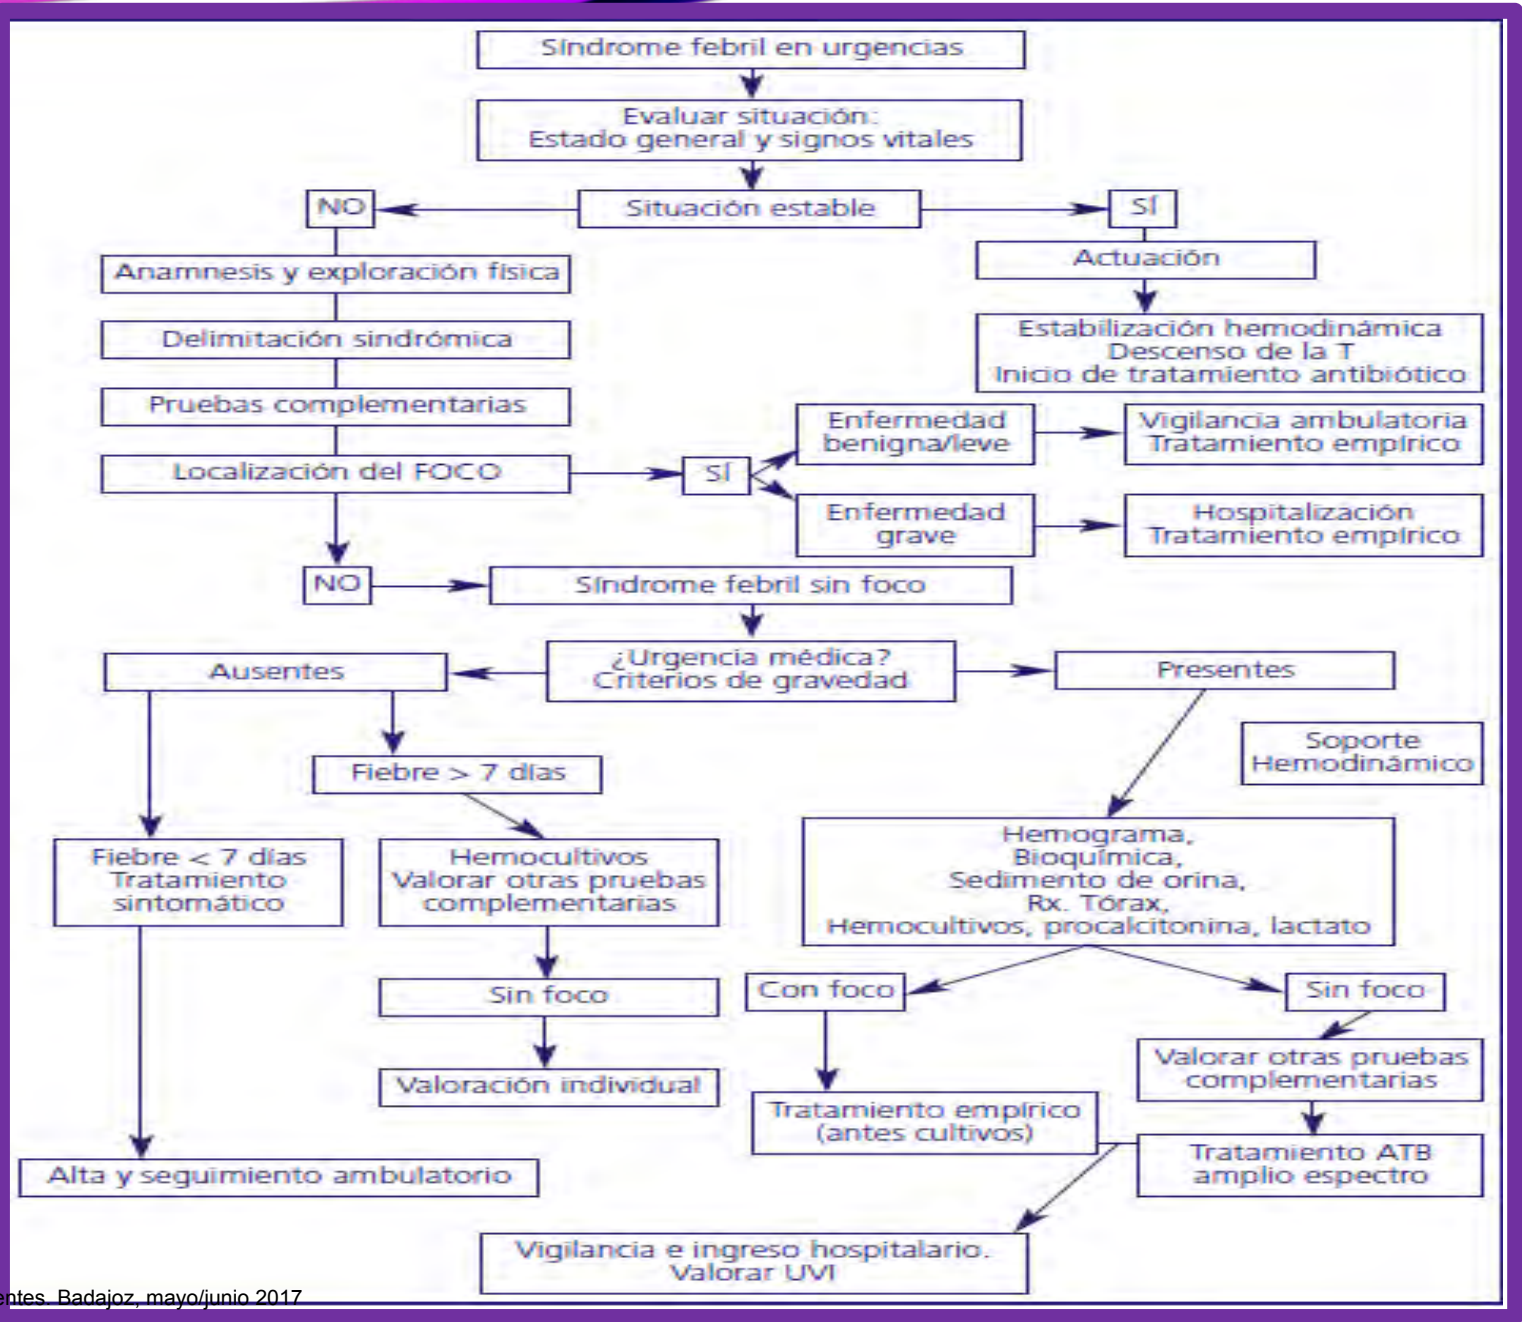 Síndrome febril en urgencias
Evaluar situación:
Estado general y signos vitales
NO
Situación estable
SÍ
Anamnesis y exploración física
Actuación
Delimitación sindrómica
Estabilización hemodinámica
Descenso de la T
Inicio de tratamiento antibiótico
Pruebas complementarias
Localización del FOCO
SÍ
Enfermedad
benigna/leve
Vigilancia ambulatoria
Tratamiento empírico
Enfermedad
grave
Hospitalización
Tratamiento empírico
NO
Síndrome febril sin foco
¿Urgencia médica?
Criterios de gravedad
Ausentes
Presentes
Soporte
Hemodinámico
Fiebre > 7 días
Fiebre < 7 días
Tratamiento
sintomático
Hemocultivos
Valorar otras pruebas
complementarias
Hemograma,
Bioquímica,
Sedimento de orina,
Rx. Tórax,
Hemocultivos, procalcitonina, lactato
Sin foco
Con foco
Sin foco
Valoración individual
Valorar otras pruebas
complementarias
Tratamiento empírico
(antes cultivos)
Tratamiento ATB
amplio espectro
Alta y seguimiento ambulatorio
Vigilancia e ingreso hospitalario.
Valorar UVI
entes. Badajoz, mayo/junio 2017